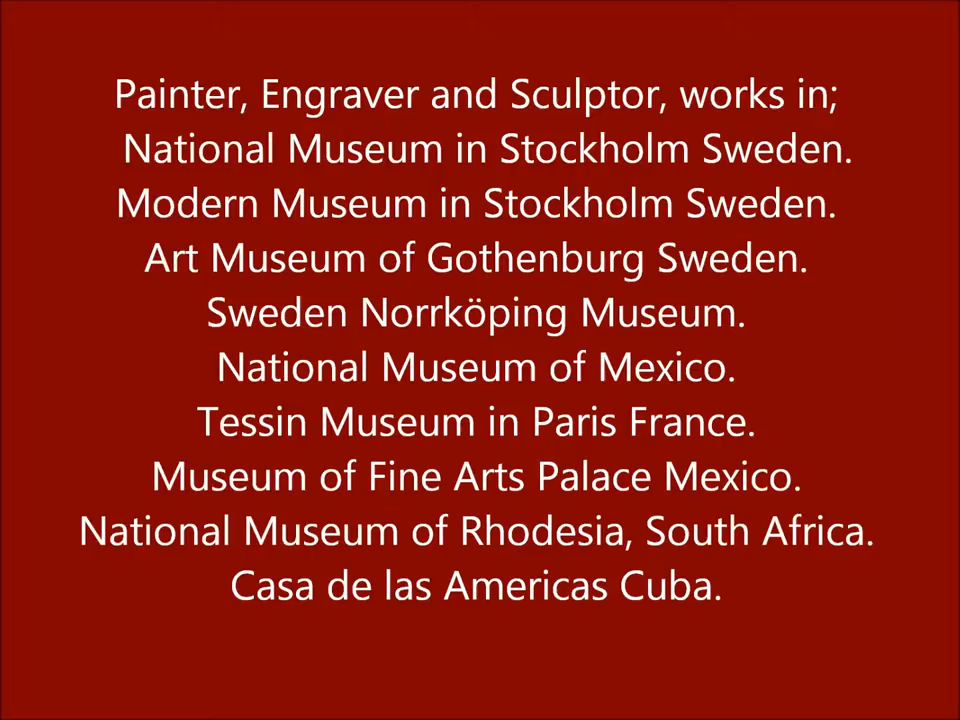 Painter, Engraver and Sculptor, works in;
National Museum in Stockholm Sweden.
Modern Museum in Stockholm Sweden.
Art Museum of Gothenburg Sweden.
Sweden Norrköping Museum.
National Museum of Mexico.
Tessin Museum in Paris France.
Museum of Fine Arts Palace Mexico.
National Museum of Rhodesia, South Africa.
Casa de las Americas Cuba.